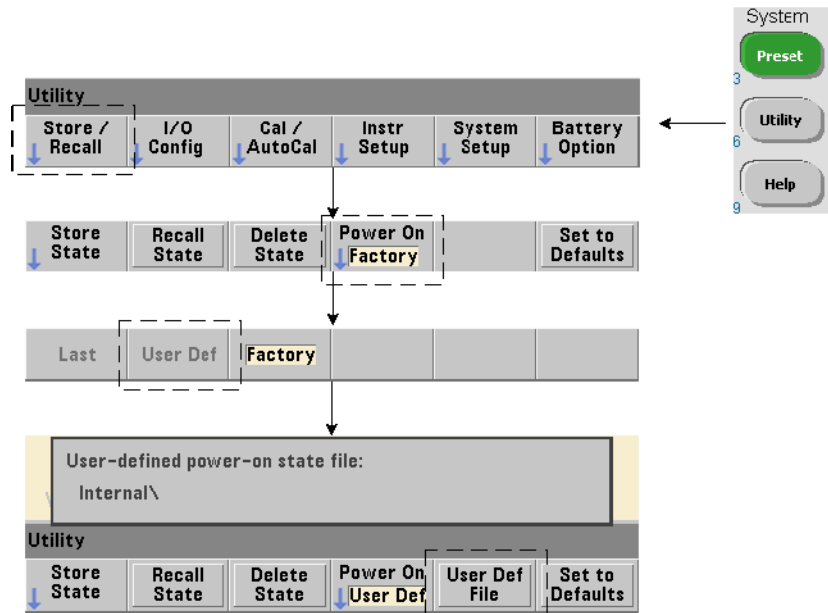 System
Preset
3
Utility
6
Help
9
Utility
Store / Recall
I/O Config
Cal / AutoCal
Instr Setup
System Setup
Battery Option
Store State
Recall State
Delete State
Power On Factory
Set to Defaults
Last
User Def
Factory
User-defined power-on state file:
Internal\
Utility
Store State
Recall State
Delete State
Power On User Def
User Def File
Set to Defaults